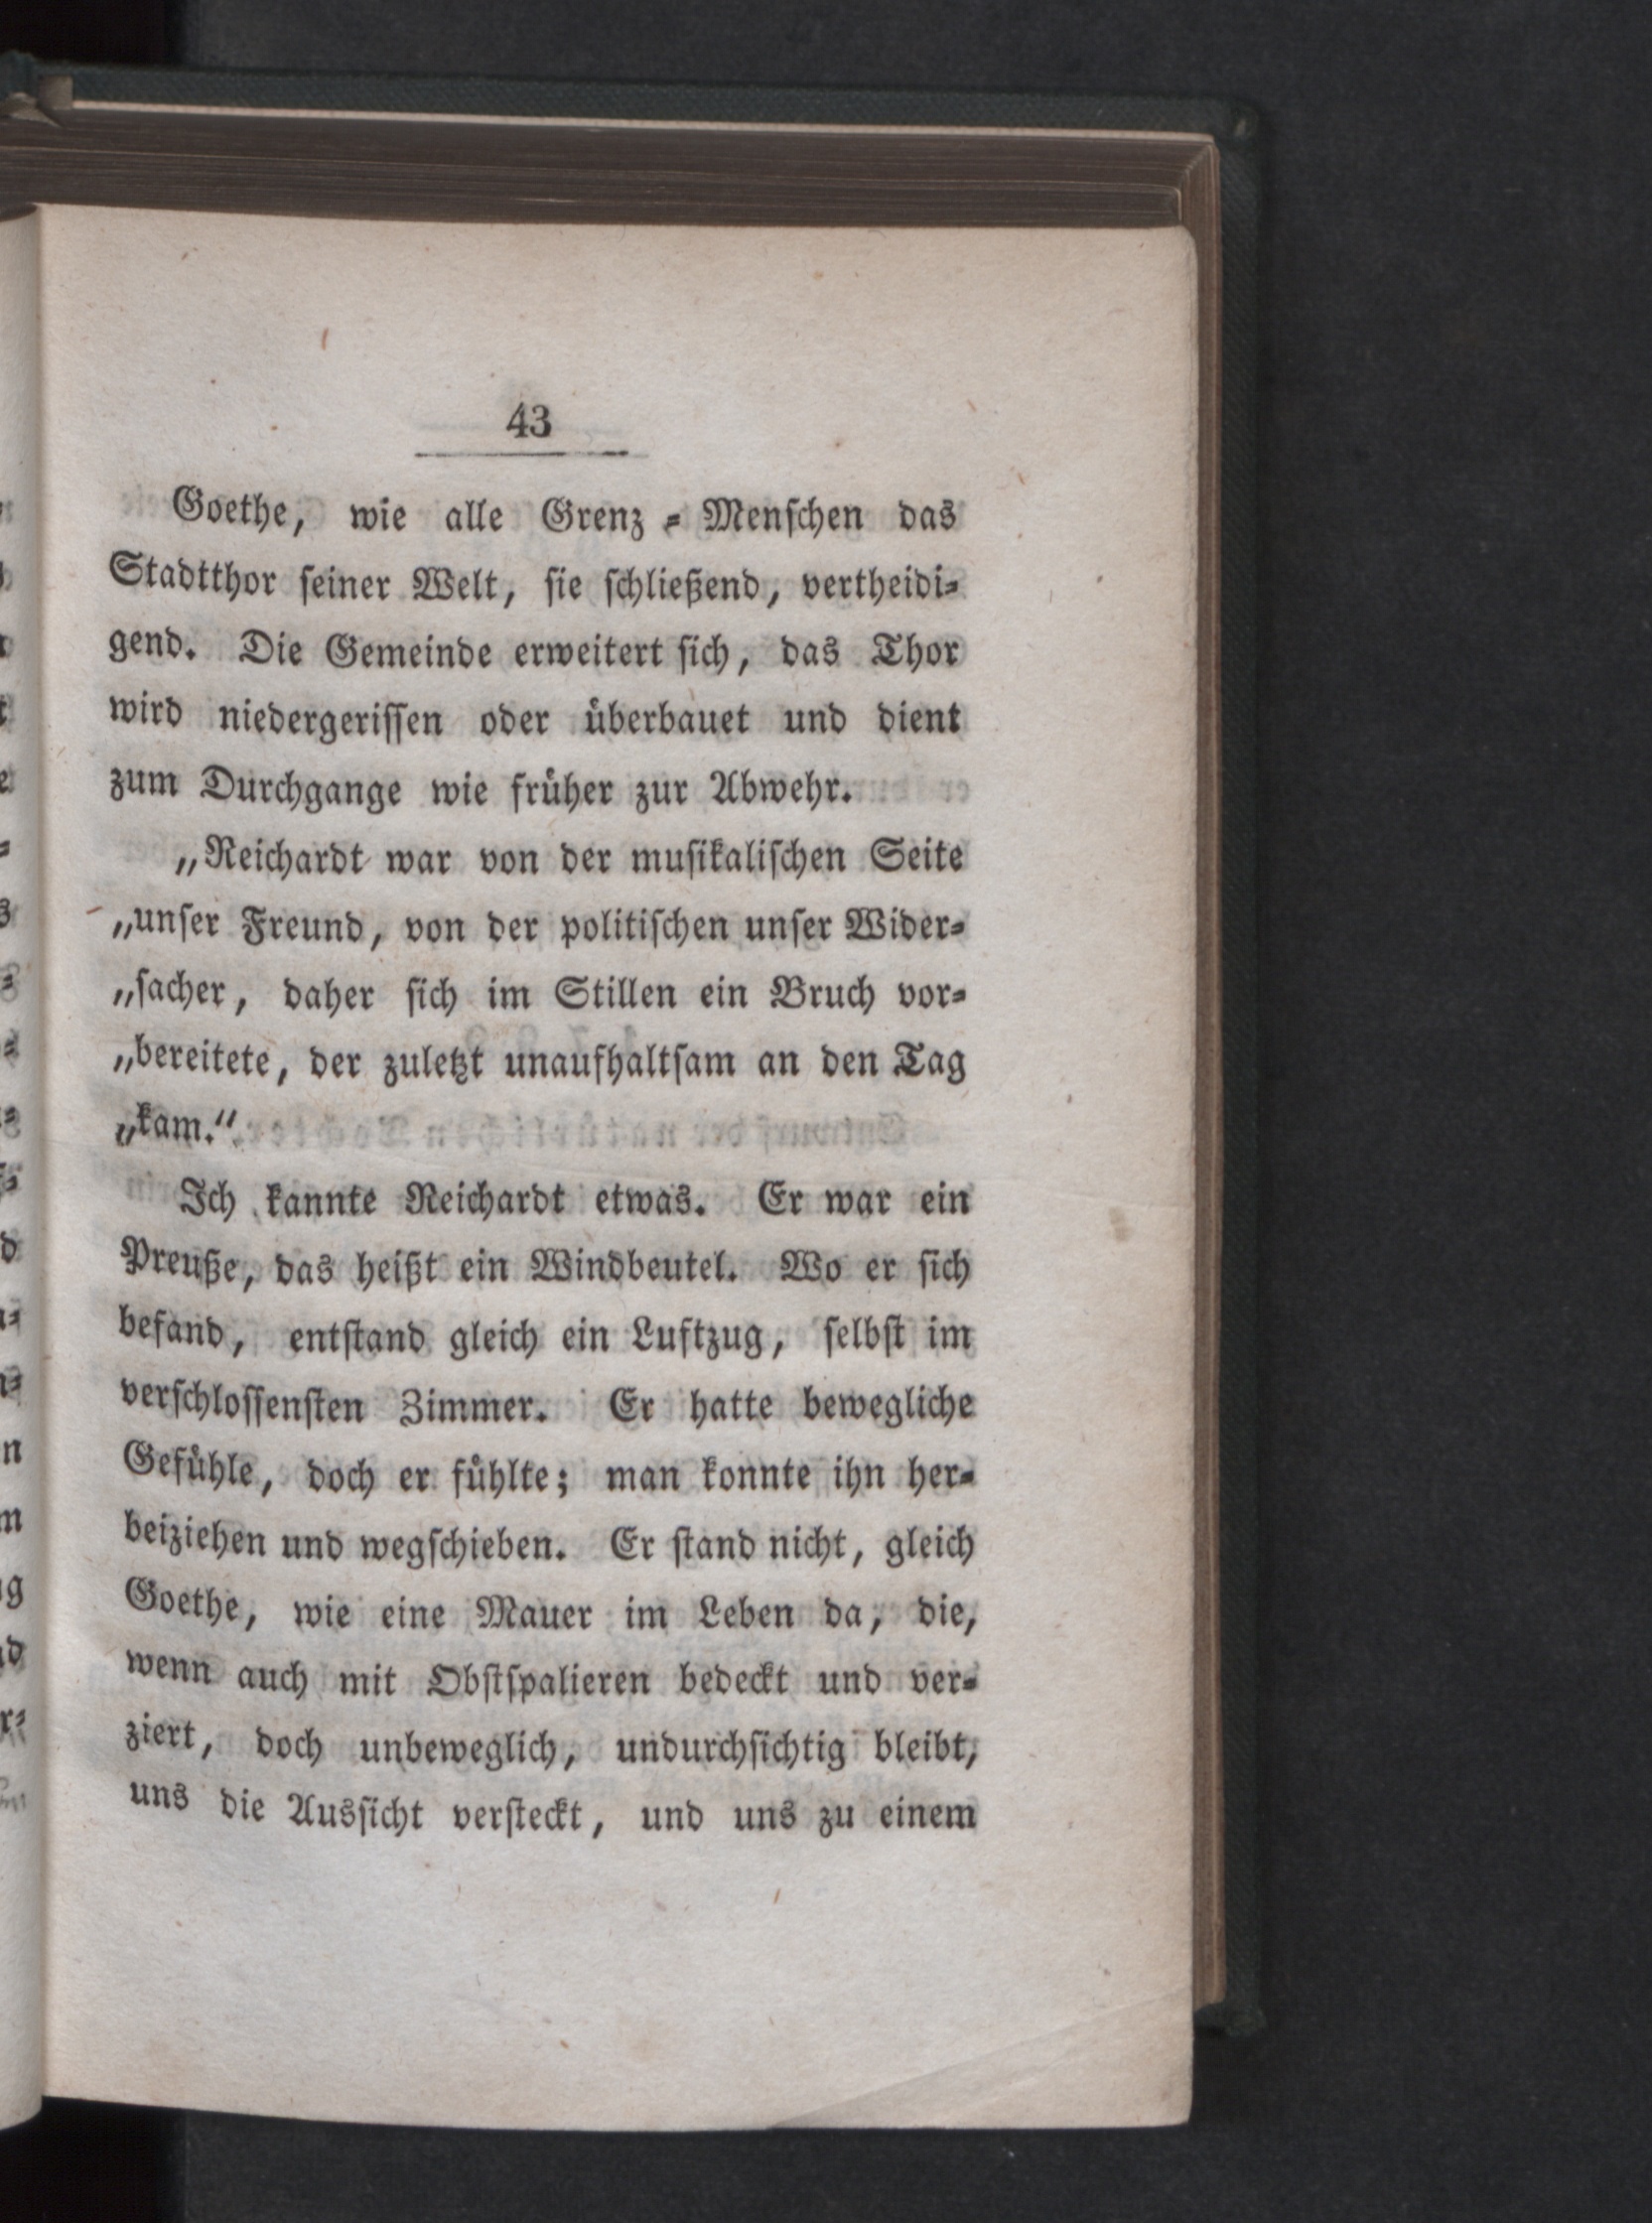 43
Goethe, wie alle Grenz-Menschen das
Stadtthor seiner Welt, sie schließend, vertheidi-
gend. Die Gemeinde erweitert sich, das Thor
wird niedergerissen oder überbauet und dient
zum Durchgange wie früher zur Abwehr.
„Reichardt war von der musikalischen Seite
„unser Freund, von der politischen unser Wider-
„sacher, daher sich im Stillen ein Bruch vor-
„bereitete, der zuletzt unaufhaltsam an den Tag
„kam.“
Ich kannte Reichardt etwas. Er war ein
Preuße, das heißt ein Windbeutel. Wo er sich
befand, entstand gleich ein Luftzug, selbst im
verschlossensten Zimmer. Er hatte bewegliche
Gefühle, doch er fühlte; man konnte ihn her-
beiziehen und wegschieben. Er stand nicht, gleich
Goethe, wie eine Mauer im Leben da, die,
wenn auch mit Obstspalieren bedeckt und ver-
ziert, doch unbeweglich, undurchsichtig bleibt,
uns die Aussicht versteckt, und uns zu einem